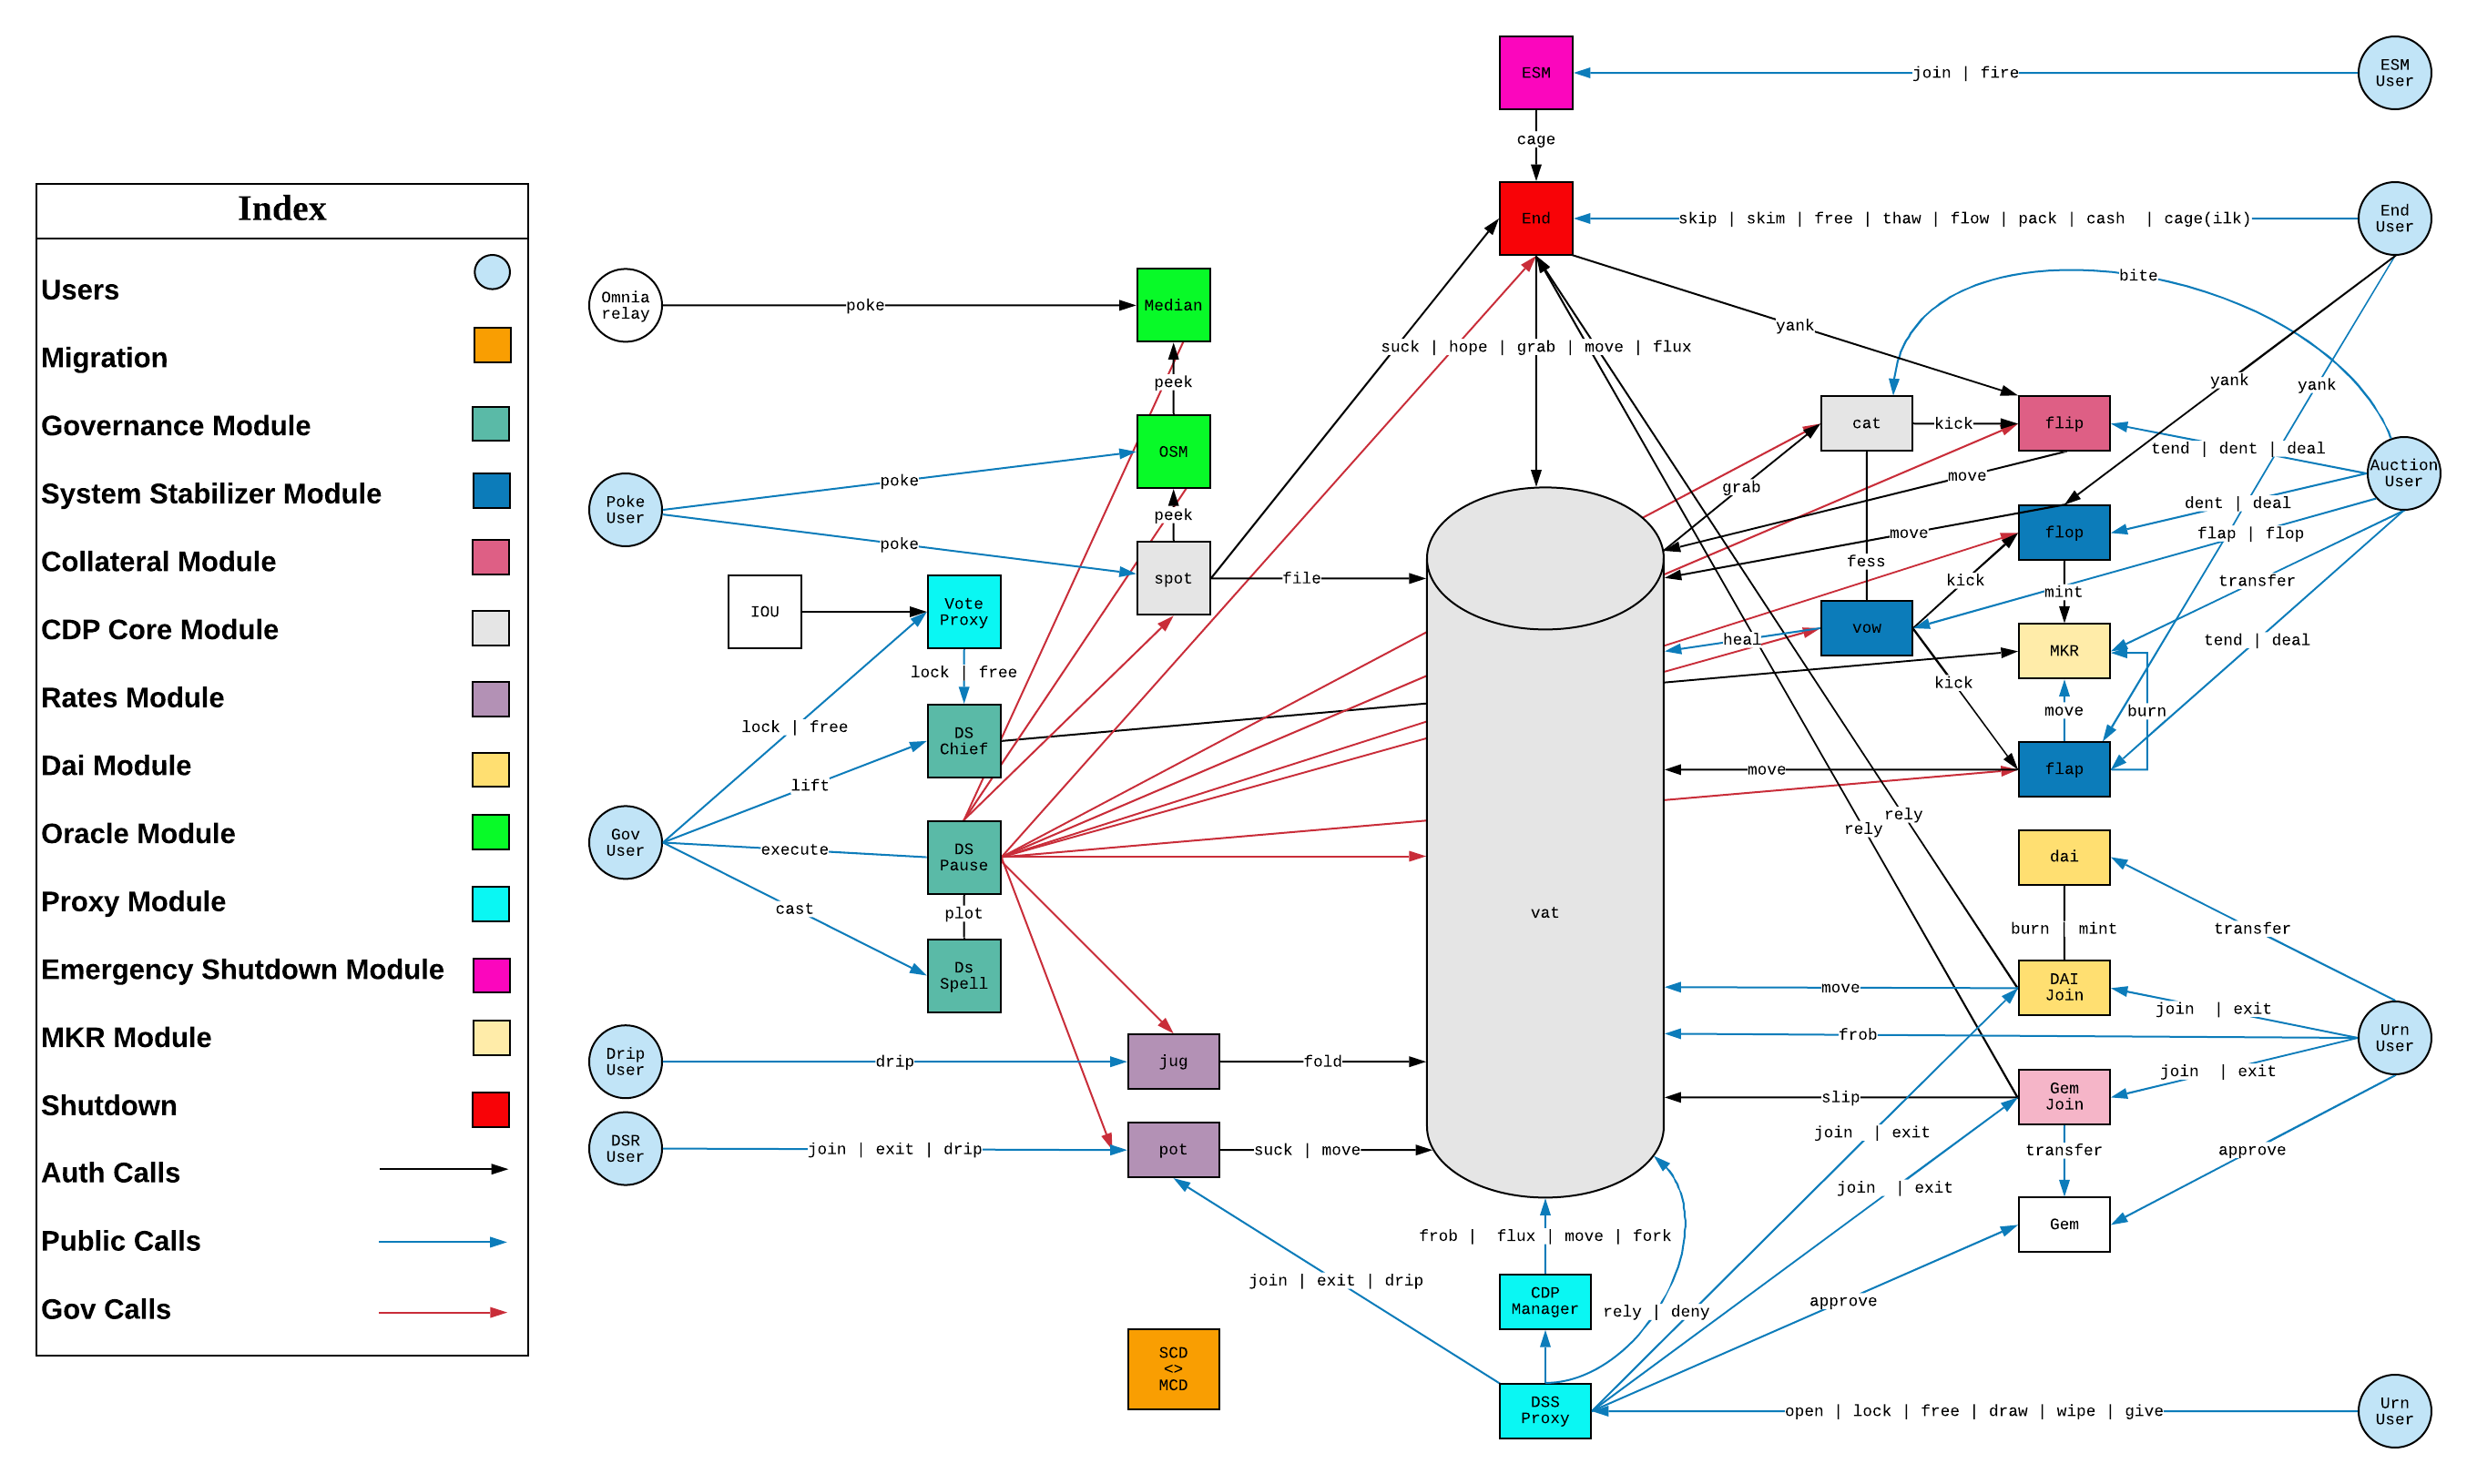 Index
Users
Migration
Governance Module
System Stabilizer Module
Collateral Module
CDP Core Module
Rates Module
Dai Module
Oracle Module
Proxy Module
Emergency Shutdown Module
MKR Module
Shutdown
Auth Calls
Public Calls
Gov Calls
ESM
join | fire
ESM
User
cage
End
skip | skim | free | thaw | flow | pack | cash  | cage(ilk)
End
User
Omnia
relay
poke
Median
peek
OSM
peek
spot
file
Poke
User
poke
poke
suck | hope | grab | move | flux
yank
bite
yank
yank
cat
kick
flip
tend | dent | deal
Auction
User
grab
move
dent | deal
flop
move
flap | flop
fess
kick
mint
transfer
IOU
Vote
Proxy
lock | free
vow
heal
MKR
tend | deal
kick
move
burn
lock | free
DS
Chief
lift
move
flap
Gov
User
execute
DS
Pause
rely
rely
dai
cast
plot
vat
burn | mint
transfer
Ds
Spell
move
DAI
Join
join  | exit
frob
Urn
User
Drip
User
drip
jug
fold
slip
Gem
Join
join  | exit
DSR
User
join | exit | drip
pot
suck | move
join  | exit
transfer
approve
join  | exit
Gem
frob |  flux | move | fork
join | exit | drip
CDP
Manager
rely | deny
approve
SCD
<>
MCD
DSS
Proxy
open | lock | free | draw | wipe | give
Urn
User